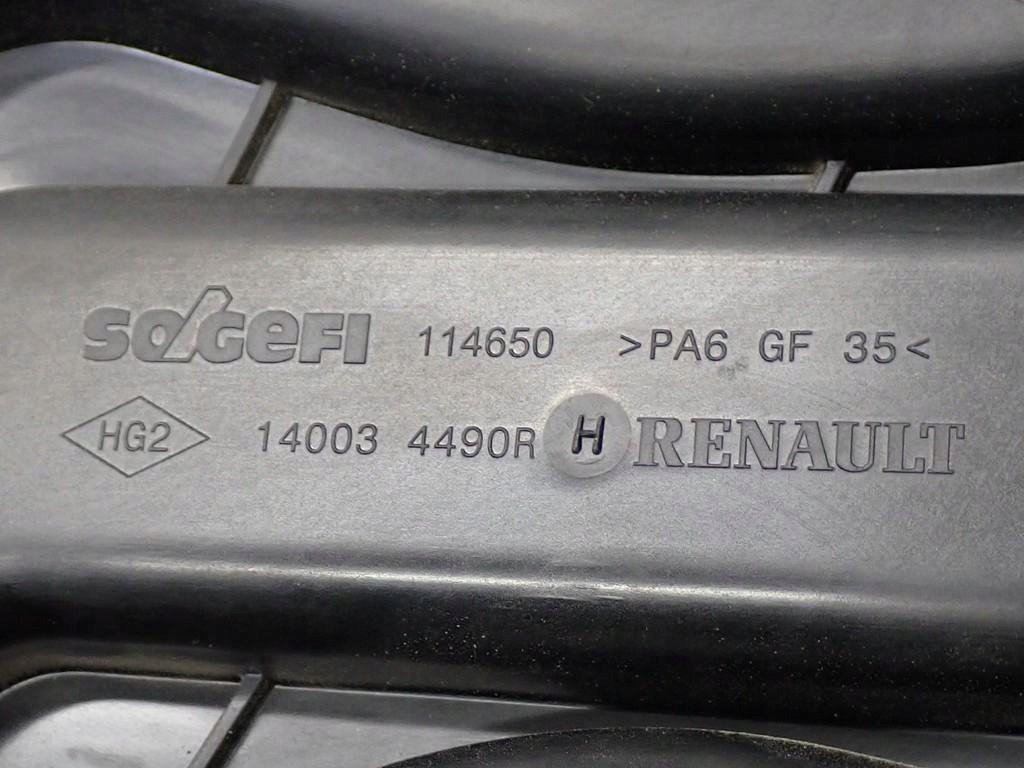 SOGEFI 114650 >PA6 GF 35<
HG2 14003 4490R H RENAULT